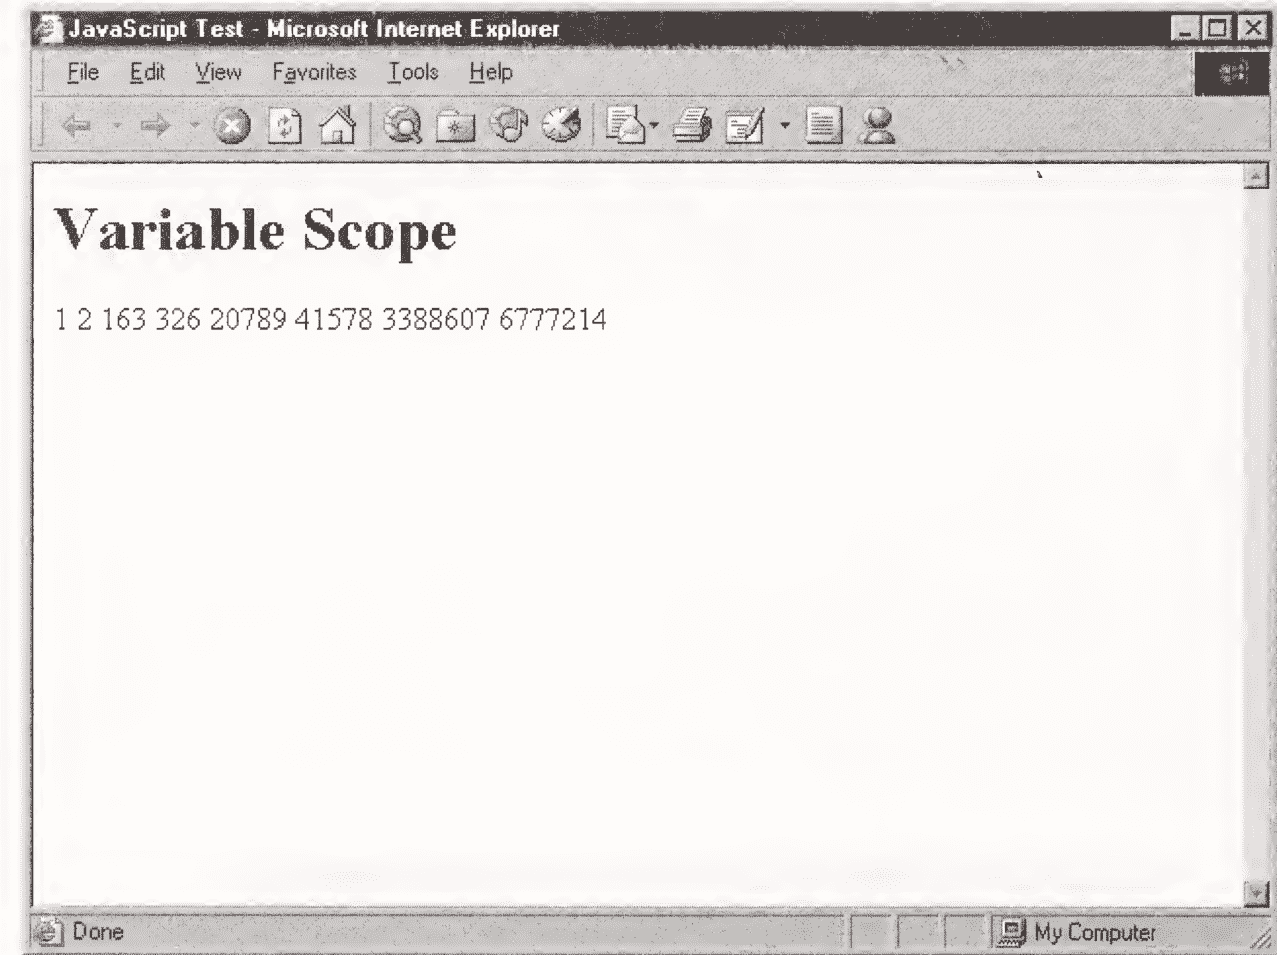 JavaScript Test - Microsoft Internet Explorer
File Edit View Favorites Tools Help
Variable Scope
1 2 163 326 20789 41578 3388607 6777214
Done
My Computer